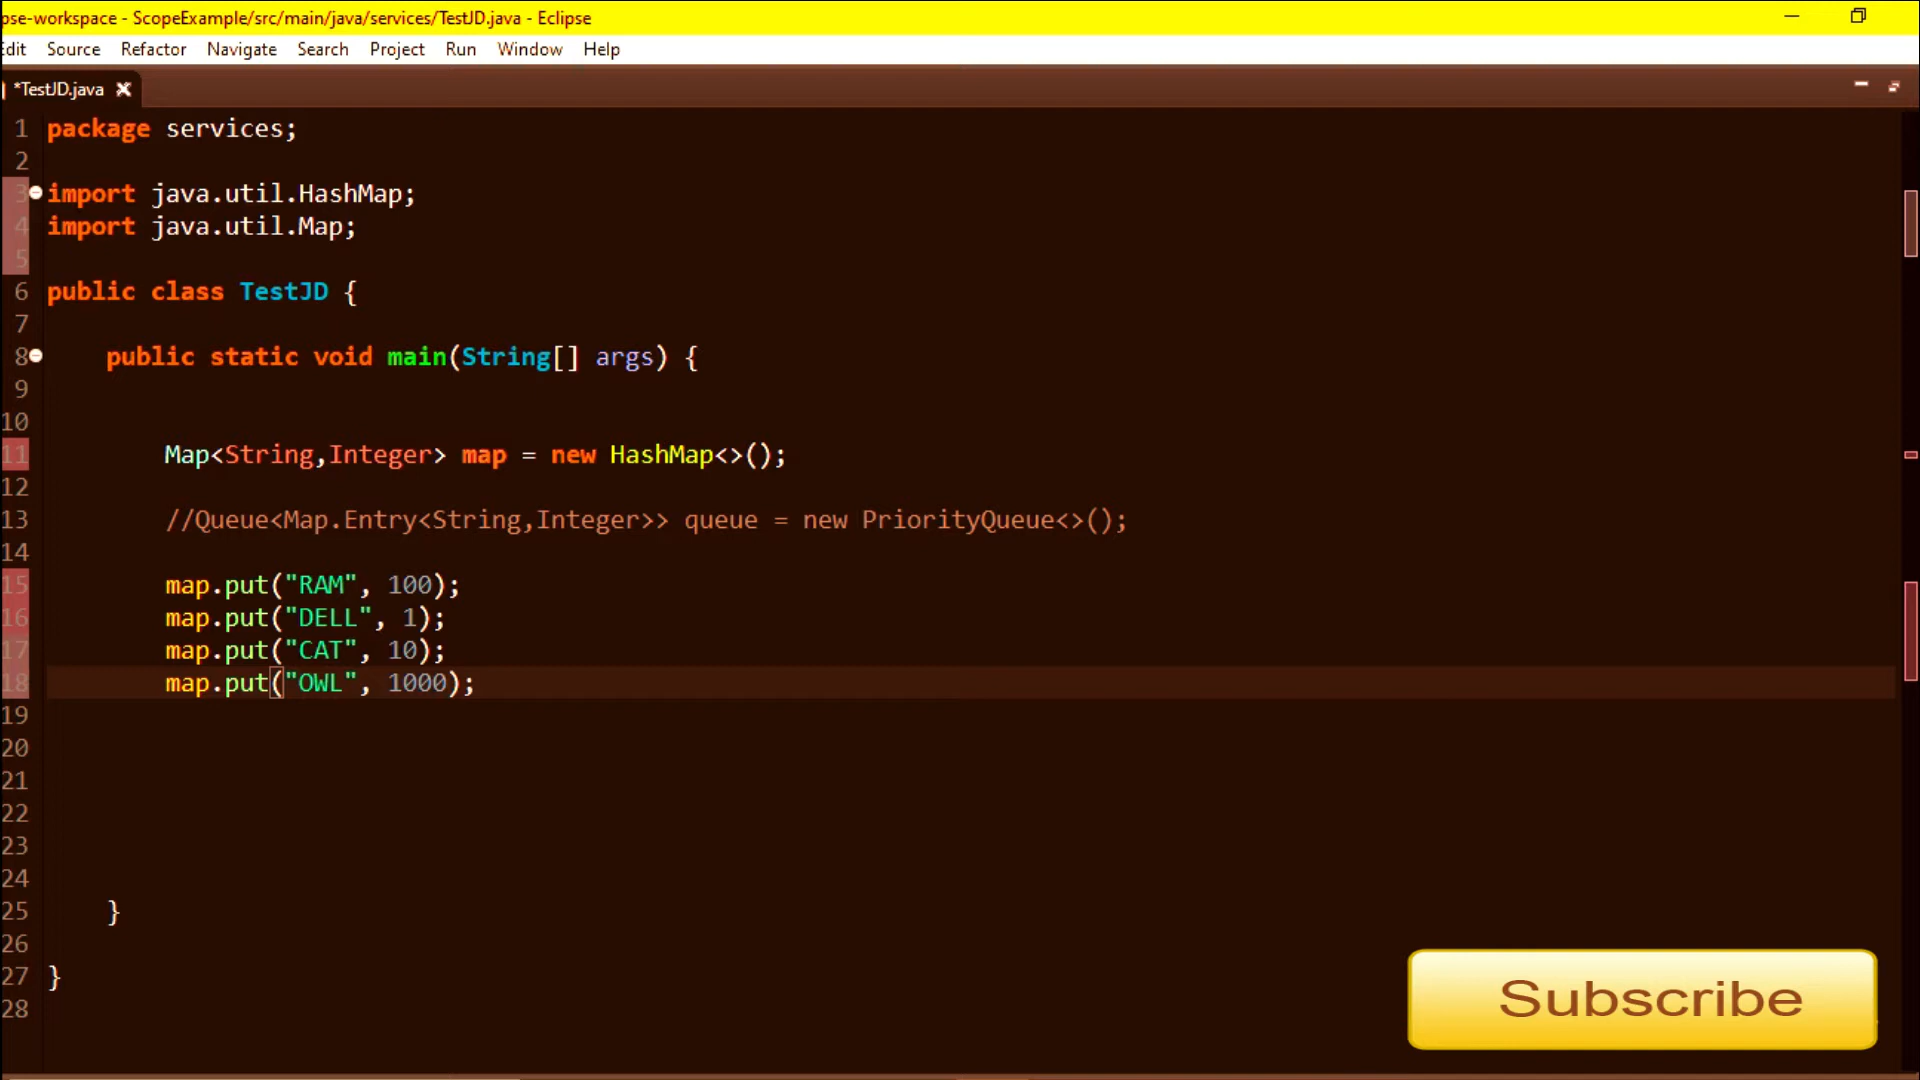 pse-workspace - ScopeExample/src/main/java/services/TestJD.java - Eclipse
Edit Source Refactor Navigate Search Project Run Window Help
*TestJD.java
1 package services;
2
3 import java.util.HashMap;
4 import java.util.Map;
5
6 public class TestJD {
7
8 public static void main(String[] args) {
9
10
11 Map<String,Integer> map = new HashMap<>();
12
13 //Queue<Map.Entry<String,Integer>> queue = new PriorityQueue<>();
14
15 map.put("RAM", 100);
16 map.put("DELL", 1);
17 map.put("CAT", 10);
18 map.put("OWL", 1000);
19
20
21
22
23
24
25 }
26
27 }
28
Subscribe